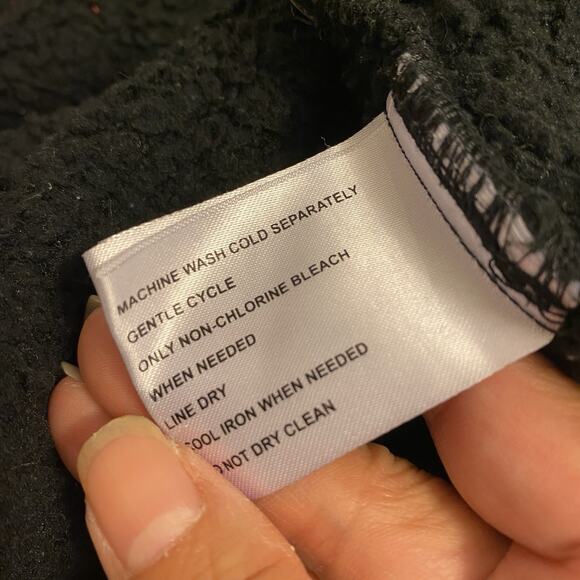 MACHINE WASH COLD SEPARATELY
GENTLE CYCLE
ONLY NON-CHLORINE BLEACH
WHEN NEEDED
LINE DRY
COOL IRON WHEN NEEDED
DO NOT DRY CLEAN